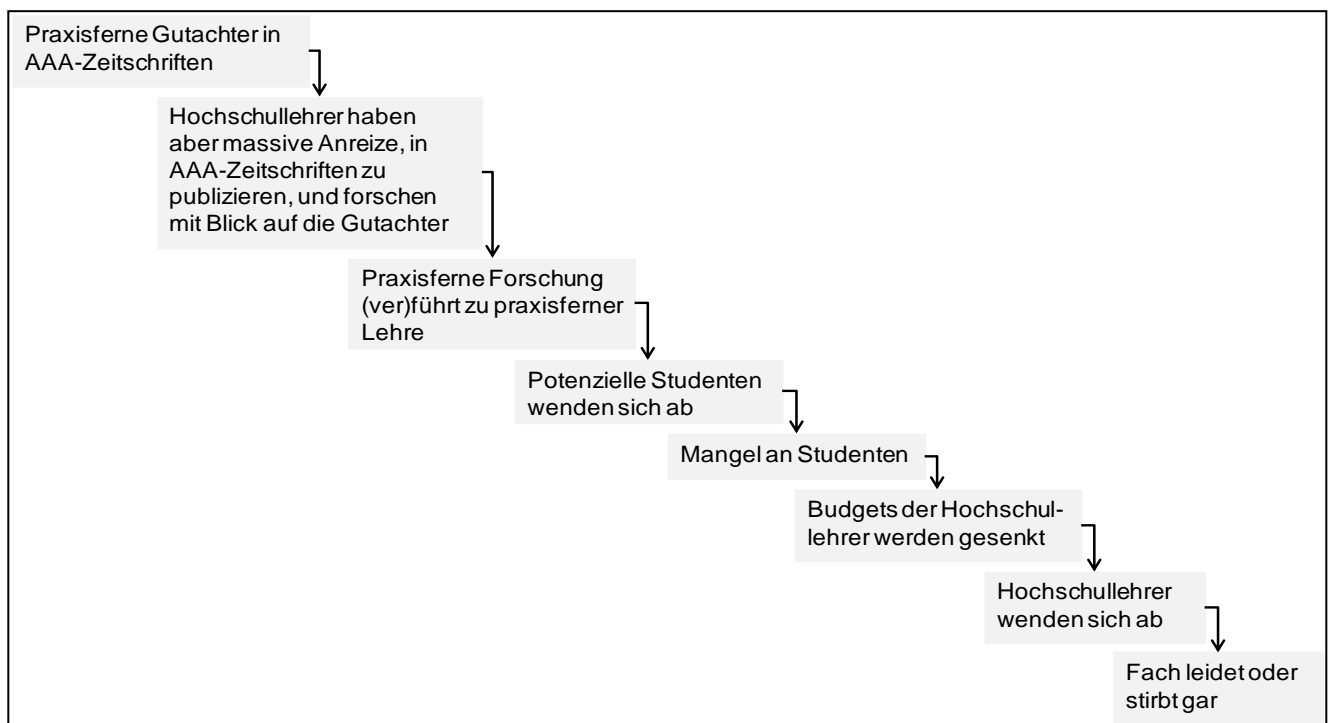 Praxisferne Gutachter in
AAA-Zeitschriften
Hochschullehrer haben
aber massive Anreize, in
AAA-Zeitschriften zu
publizieren, und forschen
mit Blick auf die Gutachter
Praxisferne Forschung
(ver)führt zu praxisferner
Lehre
Potenzielle Studenten
wenden sich ab
Mangel an Studenten
Budgets der Hochschul-
lehrer werden gesenkt
Hochschullehrer
wenden sich ab
Fach leidet oder
stirbt gar